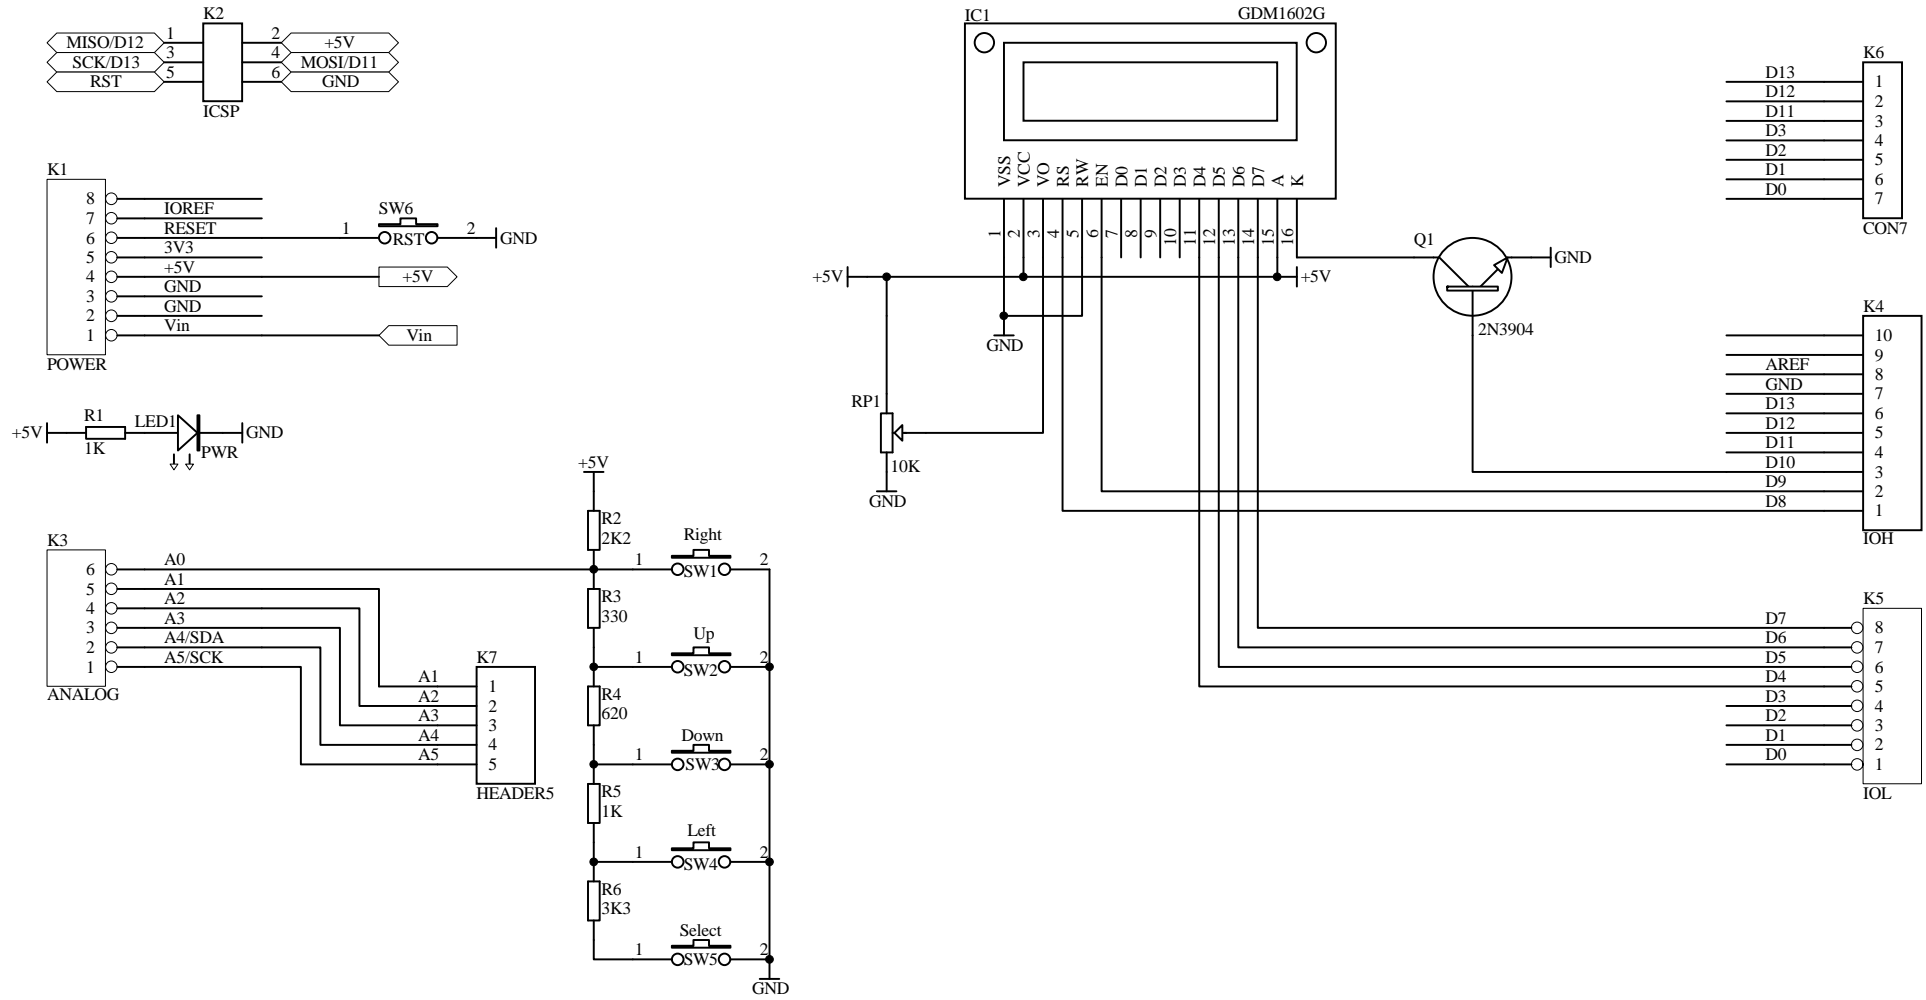 K2
MISO/D12 1 2 +5V
SCK/D13 3 4 MOSI/D11
RST 5 6 GND
ICSP
K1
8
7 IOREF
6 RESET
5 3V3
4 +5V +5V
3 GND
2 GND
1 Vin Vin
POWER
SW6
1 RST 2 GND
+5V R1 1K LED1 PWR GND
K3
6 A0
5 A1
4 A2
3 A3
2 A4/SDA
1 A5/SCK
ANALOG
K7
A1 1
A2 2
A3 3
A4 4
A5 5
HEADER5
+5V
R2
2K2
Right
1 SW1 2
R3
330
Up
1 SW2 2
R4
620
Down
1 SW3 2
R5
1K
Left
1 SW4 2
R6
3K3
Select
1 SW5 2
GND
IC1 GDM1602G
VSS VCC VO RS RW EN D0 D1 D2 D3 D4 D5 D6 D7 A K
1 2 3 4 5 6 7 8 9 10 11 12 13 14 15 16
+5V +5V
GND
RP1
10K
GND
Q1 GND
2N3904
K6
D13 1
D12 2
D11 3
D3 4
D2 5
D1 6
D0 7
CON7
K4
10
9
AREF 8
GND 7
D13 6
D12 5
D11 4
D10 3
D9 2
D8 1
IOH
K5
D7 8
D6 7
D5 6
D4 5
D3 4
D2 3
D1 2
D0 1
IOL